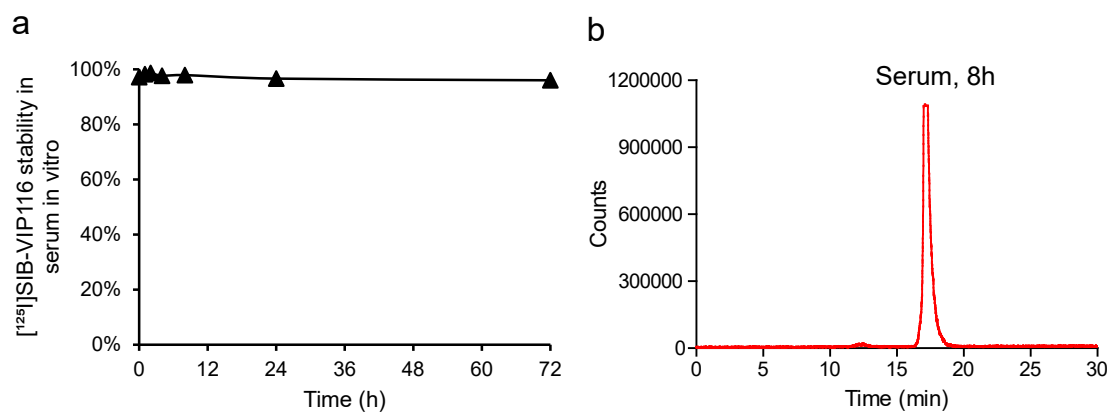 a
[¹²⁵I]SIB-VIP116 stability in
serum in vitro
100%
80%
60%
40%
20%
0%
0 12 24 36 48 60 72
Time (h)
b
Serum, 8h
Counts
1200000
900000
600000
300000
0
0 5 10 15 20 25 30
Time (min)